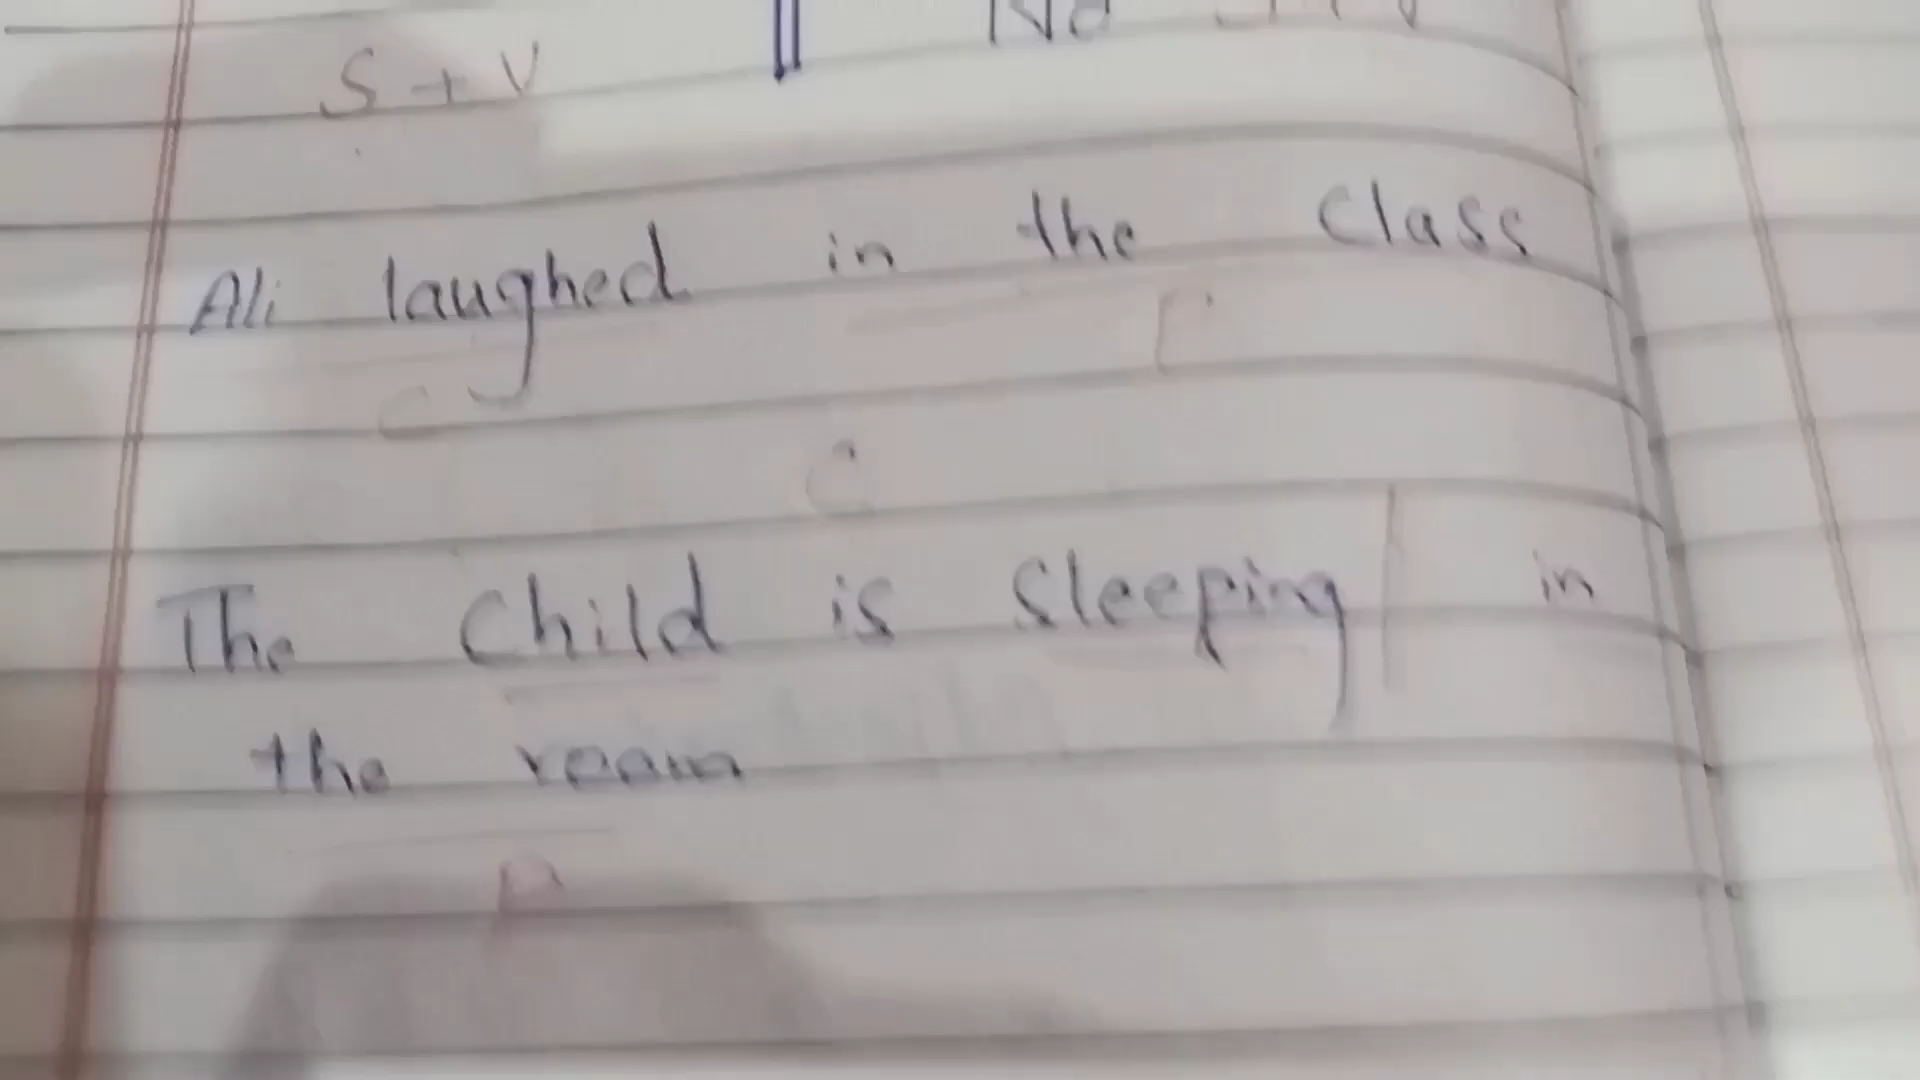 S + V
Ali laughed in the Class
C
P
C
The Child is Sleeping in
the room
P